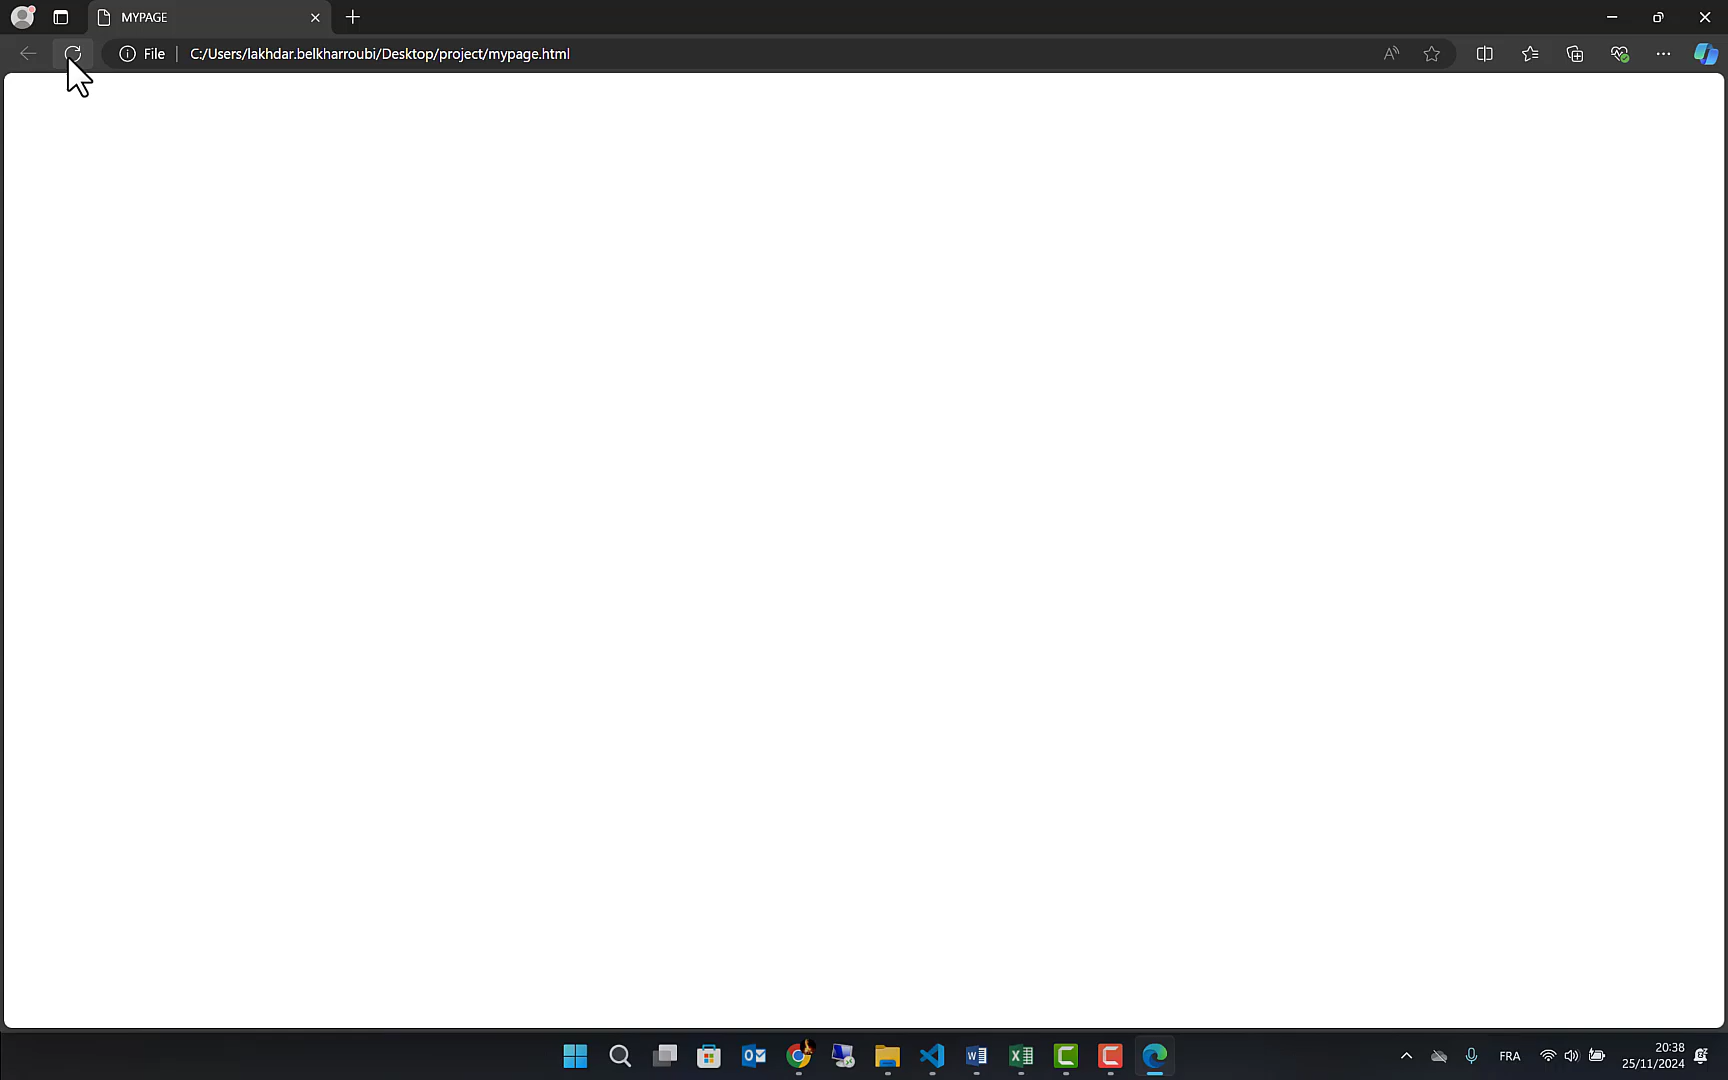 MYPAGE
File
C:/Users/lakhdar.belkharroubi/Desktop/project/mypage.html
FRA
20:38
25/11/2024